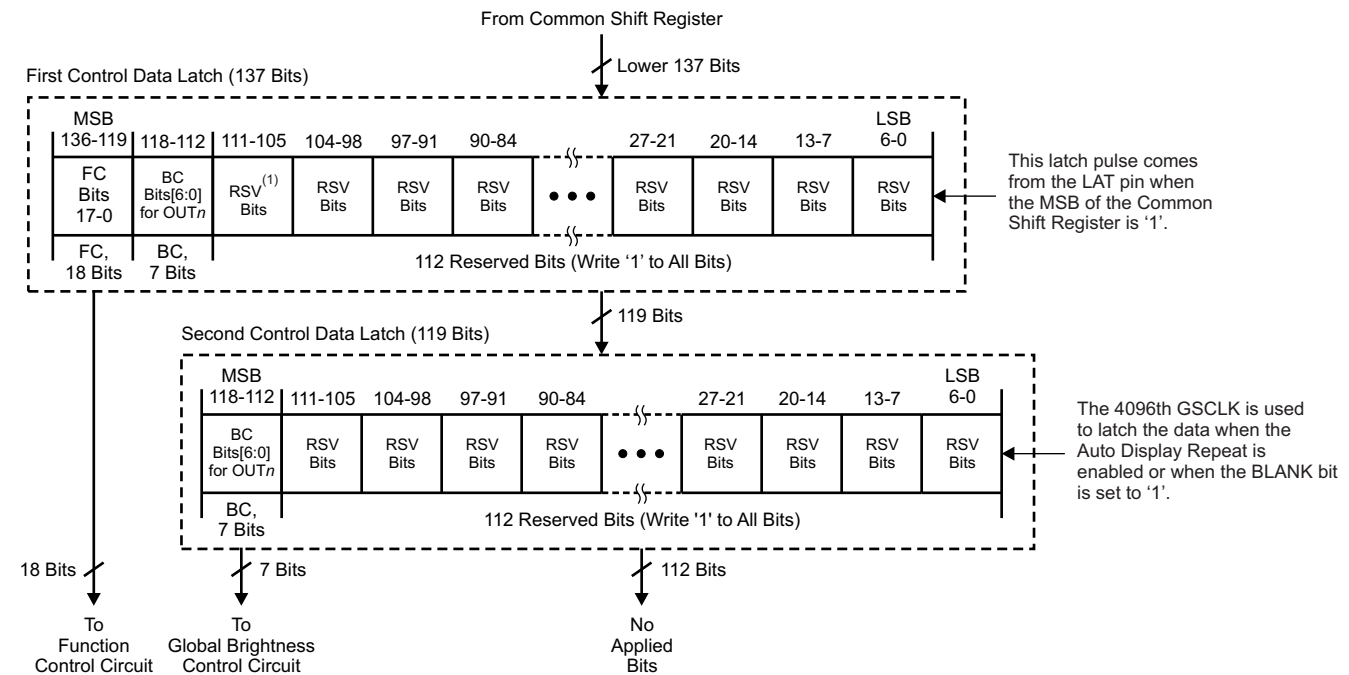 From Common Shift Register
Lower 137 Bits
First Control Data Latch (137 Bits)
MSB LSB
136-119 118-112 111-105 104-98 97-91 90-84 27-21 20-14 13-7 6-0
FC
Bits
17-0
BC
Bits[6:0]
for OUTn
RSV(1)
Bits
RSV
Bits
RSV
Bits
RSV
Bits
• • •
RSV
Bits
RSV
Bits
RSV
Bits
RSV
Bits
This latch pulse comes
from the LAT pin when
the MSB of the Common
Shift Register is ‘1’.
FC,
18 Bits
BC,
7 Bits
112 Reserved Bits (Write ‘1’ to All Bits)
119 Bits
Second Control Data Latch (119 Bits)
MSB LSB
118-112 111-105 104-98 97-91 90-84 27-21 20-14 13-7 6-0
BC
Bits[6:0]
for OUTn
RSV
Bits
RSV
Bits
RSV
Bits
RSV
Bits
• • •
RSV
Bits
RSV
Bits
RSV
Bits
RSV
Bits
The 4096th GSCLK is used
to latch the data when the
Auto Display Repeat is
enabled or when the BLANK bit
is set to ‘1’.
BC,
7 Bits
112 Reserved Bits (Write '1' to All Bits)
18 Bits
7 Bits
112 Bits
To
Function
Control Circuit
To
Global Brightness
Control Circuit
No
Applied
Bits